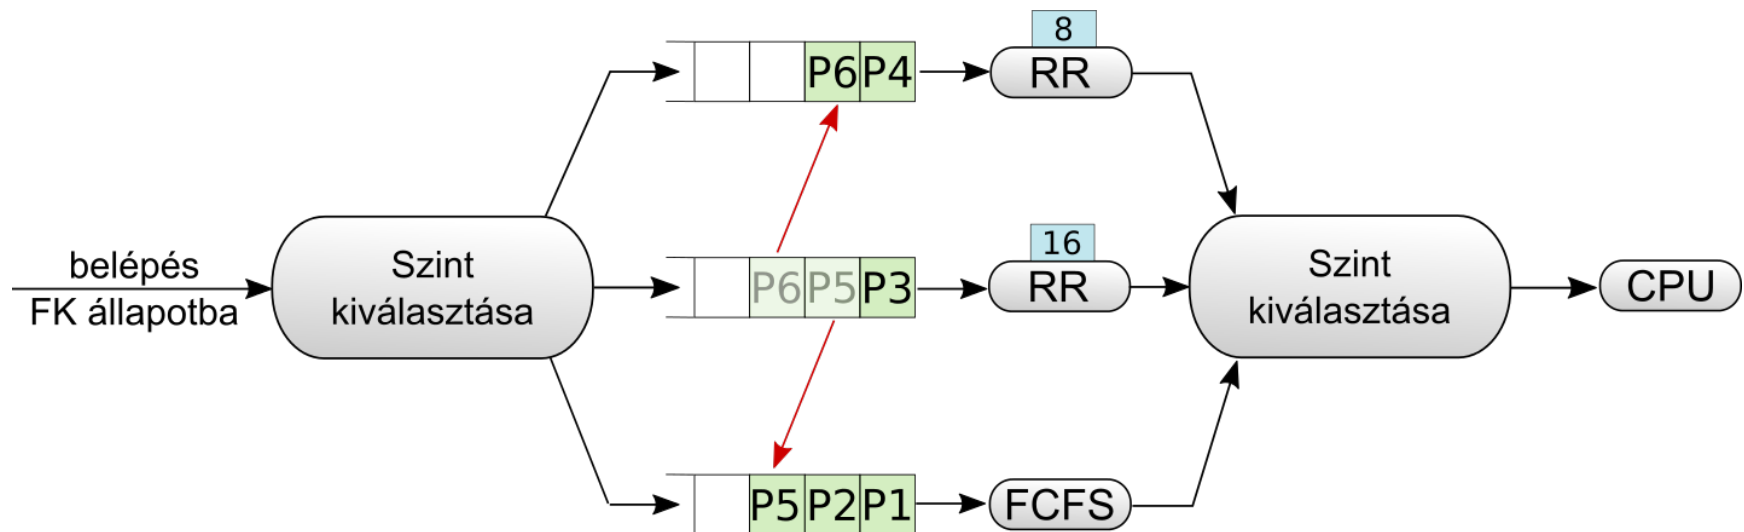 8
P6 P4
RR
belépés
FK állapotba
Szint
kiválasztása
P6 P5 P3
16
RR
Szint
kiválasztása
CPU
P5 P2 P1
FCFS